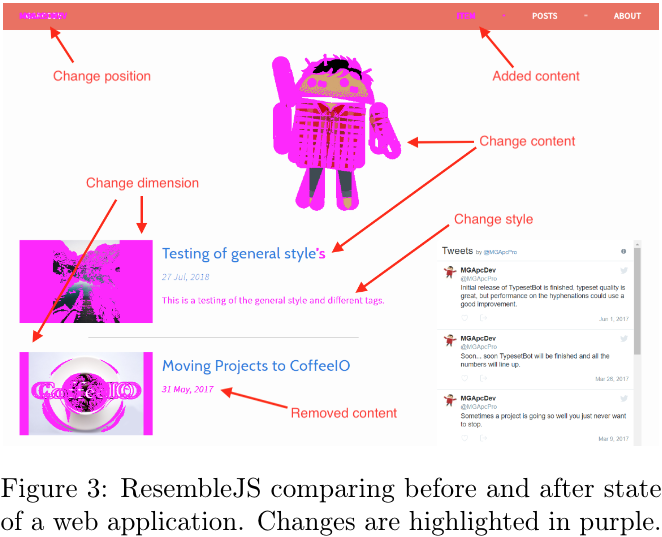 ITEM POSTS ABOUT
Change position
Added content
Change content
Change dimension
Change style
Testing of general style's
27 Jul, 2018
This is a testing of the general style and different tags.
Moving Projects to CoffeeIO
31 May, 2017
Removed content
Tweets by @MGApcPro
MGApcDev
@MGApcPro
Initial release of TypesetBot is finished, typeset quality is
great, but performance on the hyphenations could use a
good improvement.
Jun 1, 2017
MGApcDev
@MGApcPro
Soon... soon TypesetBot will be finished and all the
numbers will line up.
Mar 26, 2017
MGApcDev
@MGApcPro
Sometimes a project is going so well you just never want
to stop.
Mar 9, 2017
Figure 3: ResembleJS comparing before and after state
of a web application. Changes are highlighted in purple.